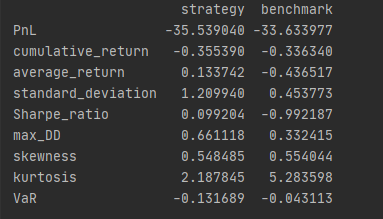 strategy benchmark
PnL -35.539040 -33.633977
cumulative_return -0.355390 -0.336340
average_return 0.133742 -0.436517
standard_deviation 1.209940 0.453773
Sharpe_ratio 0.099204 -0.992187
max_DD 0.661118 0.332415
skewness 0.548485 0.554044
kurtosis 2.187845 5.283598
VaR -0.131689 -0.043113